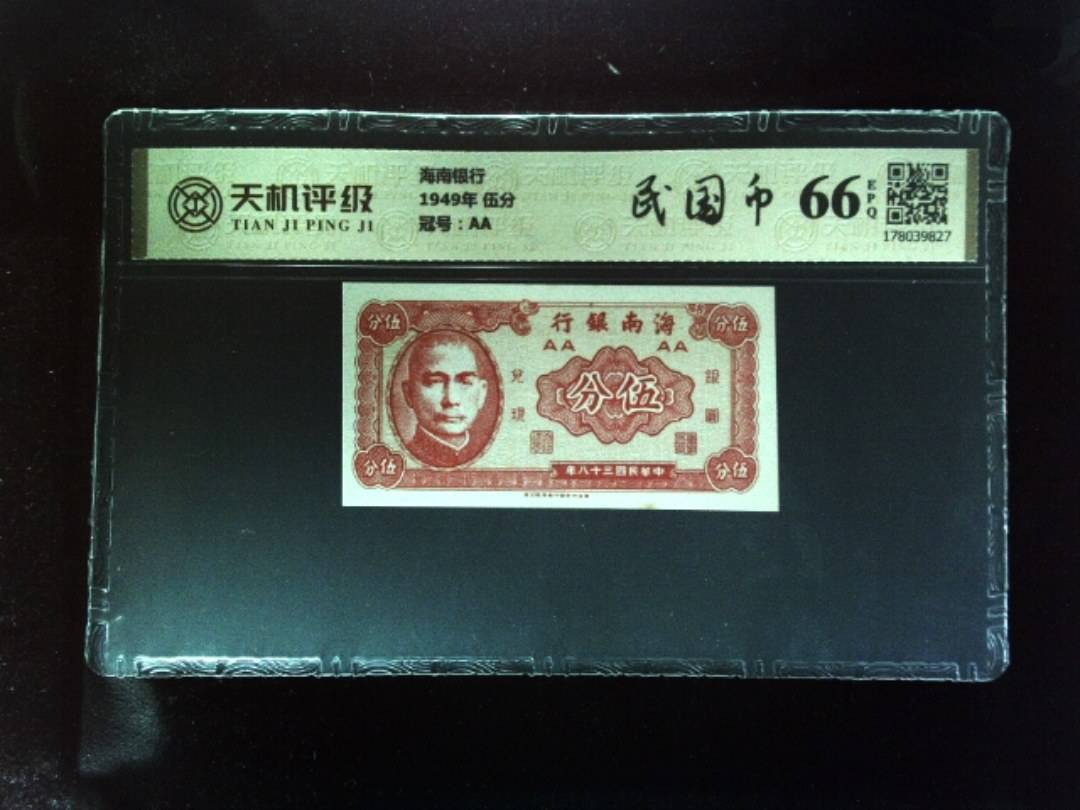 天机评级
TIAN JI PING JI
海南银行
1949年 伍分
冠号：AA
民国币
66
EPQ
178039827
分伍
行銀南海
分伍
AA
AA
兌現
分伍
銀圓
分伍
年八十三國民華中
分伍